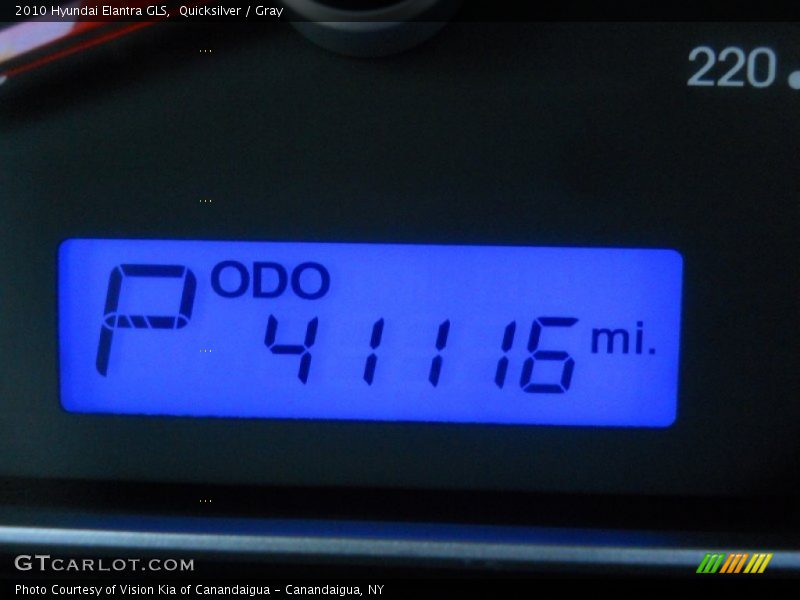 2010 Hyundai Elantra GLS, Quicksilver / Gray
220
P ODO
41116 mi.
GTCARLOT.COM
Photo Courtesy of Vision Kia of Canandaigua - Canandaigua, NY